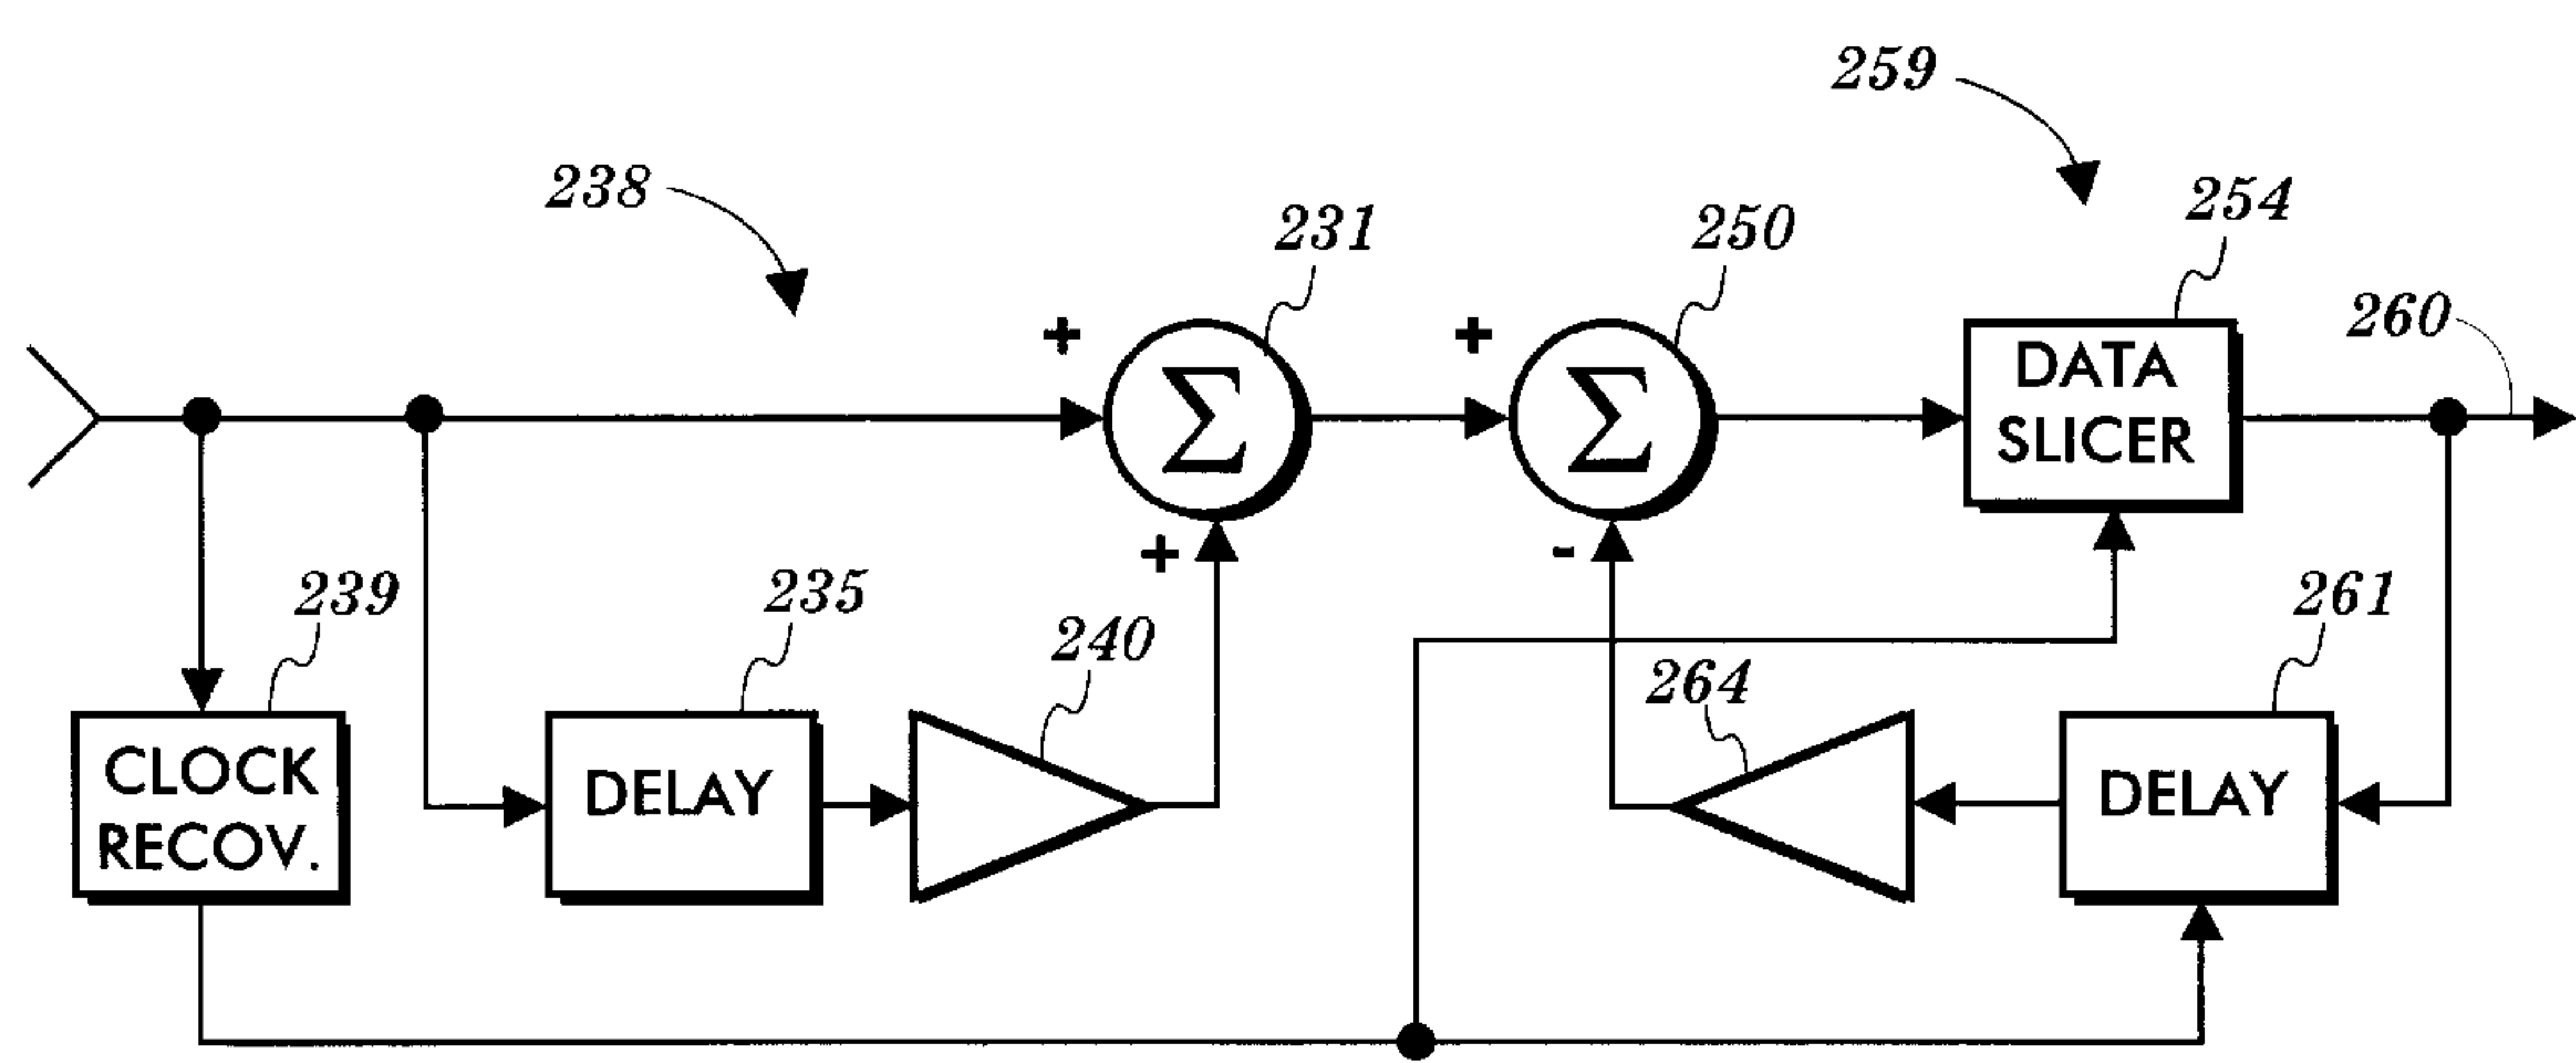 259
238
231
250
254
260
+
+
Σ
Σ
DATA
SLICER
+
-
239
235
240
264
261
CLOCK
RECOV.
DELAY
DELAY